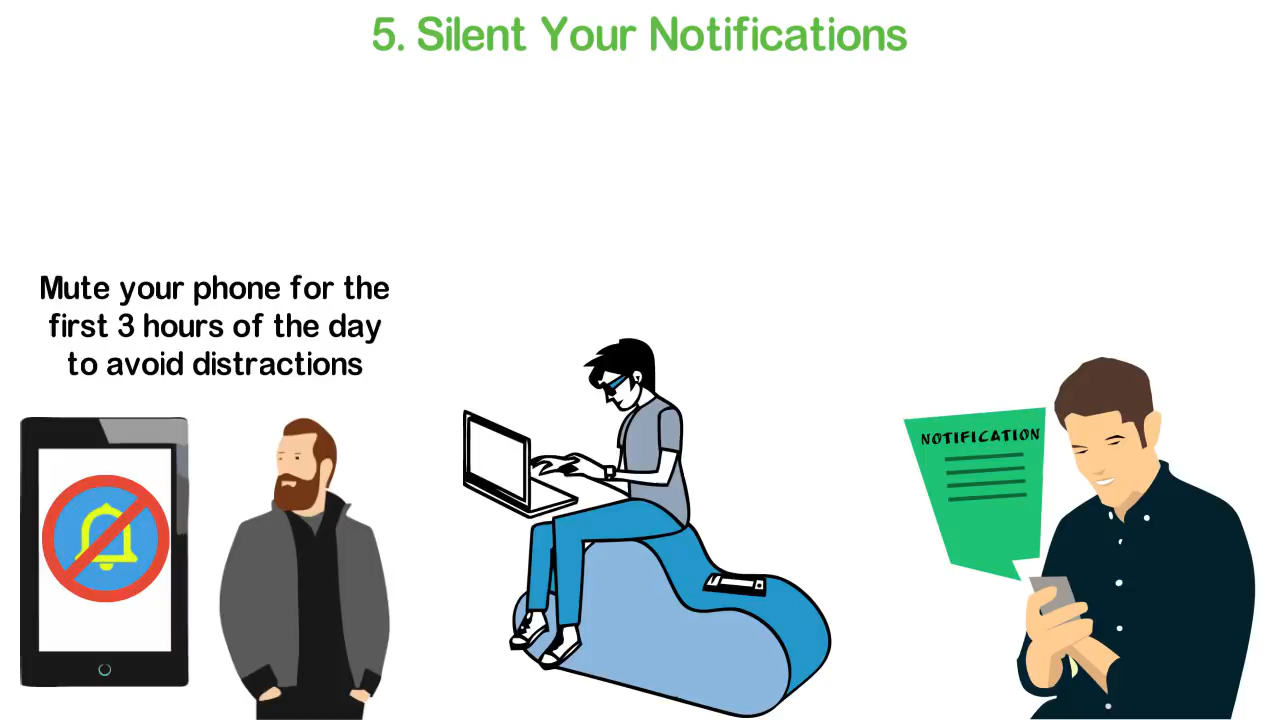 5. Silent Your Notifications
Mute your phone for the
first 3 hours of the day
to avoid distractions
NOTIFICATION